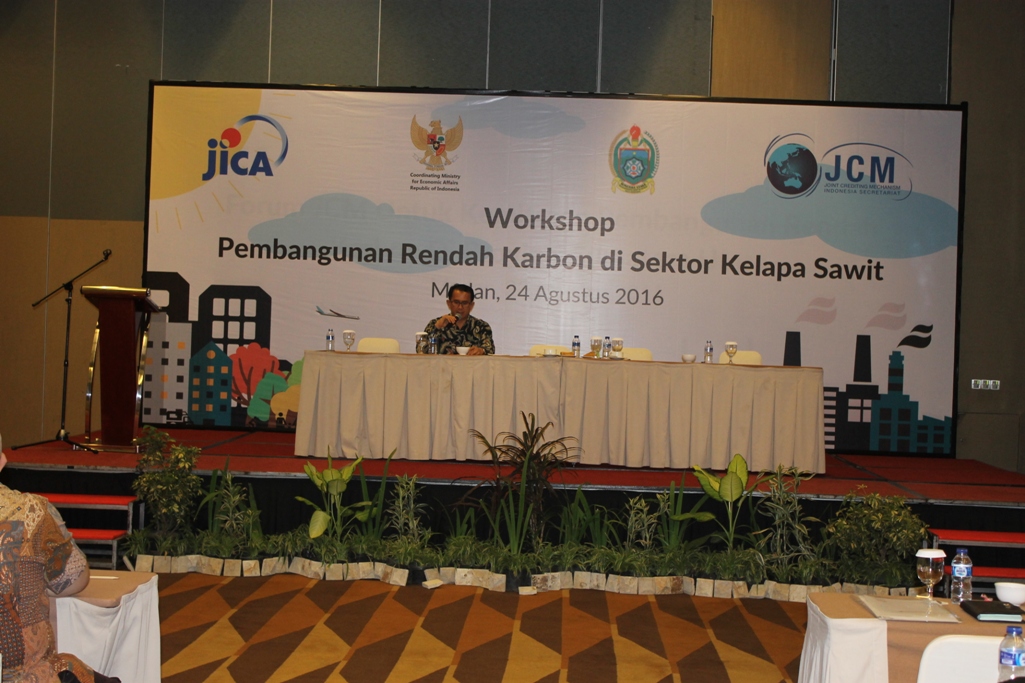 JICA
Coordinating Ministry
for Economic Affairs
Republic of Indonesia
JCM
JOINT CREDITING MECHANISM
INDONESIA SECRETARIAT
Workshop
Pembangunan Rendah Karbon di Sektor Kelapa Sawit
24 Agustus 2016